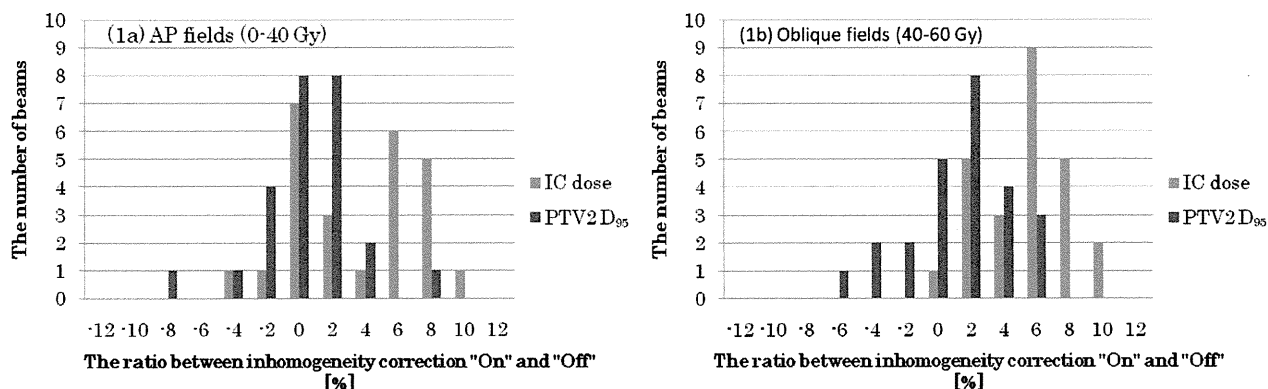 (1a) AP fields (0-40 Gy)
The number of beams
10
9
8
7
6
5
4
3
2
1
0
-12 -10 -8 -6 -4 -2 0 2 4 6 8 10 12
The ratio between inhomogeneity correction "On" and "Off"
[%]
IC dose
PTV2 D95
(1b) Oblique fields (40-60 Gy)
The number of beams
10
9
8
7
6
5
4
3
2
1
0
-12 -10 -8 -6 -4 -2 0 2 4 6 8 10 12
The ratio between inhomogeneity correction "On" and "Off"
[%]
IC dose
PTV2 D95